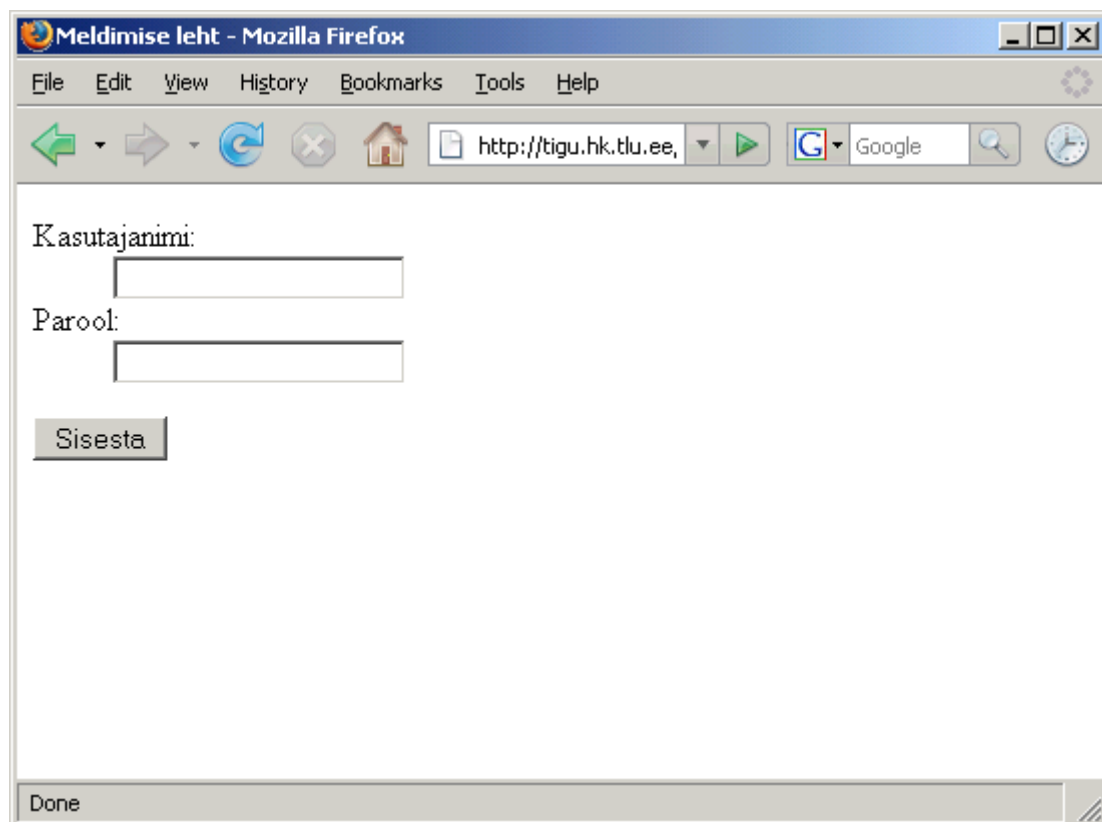 Meldimise leht - Mozilla Firefox
File Edit View History Bookmarks Tools Help
http://tigu.hk.tlu.ee, G Google
Kasutajanimi:
Parool:
Sisesta
Done